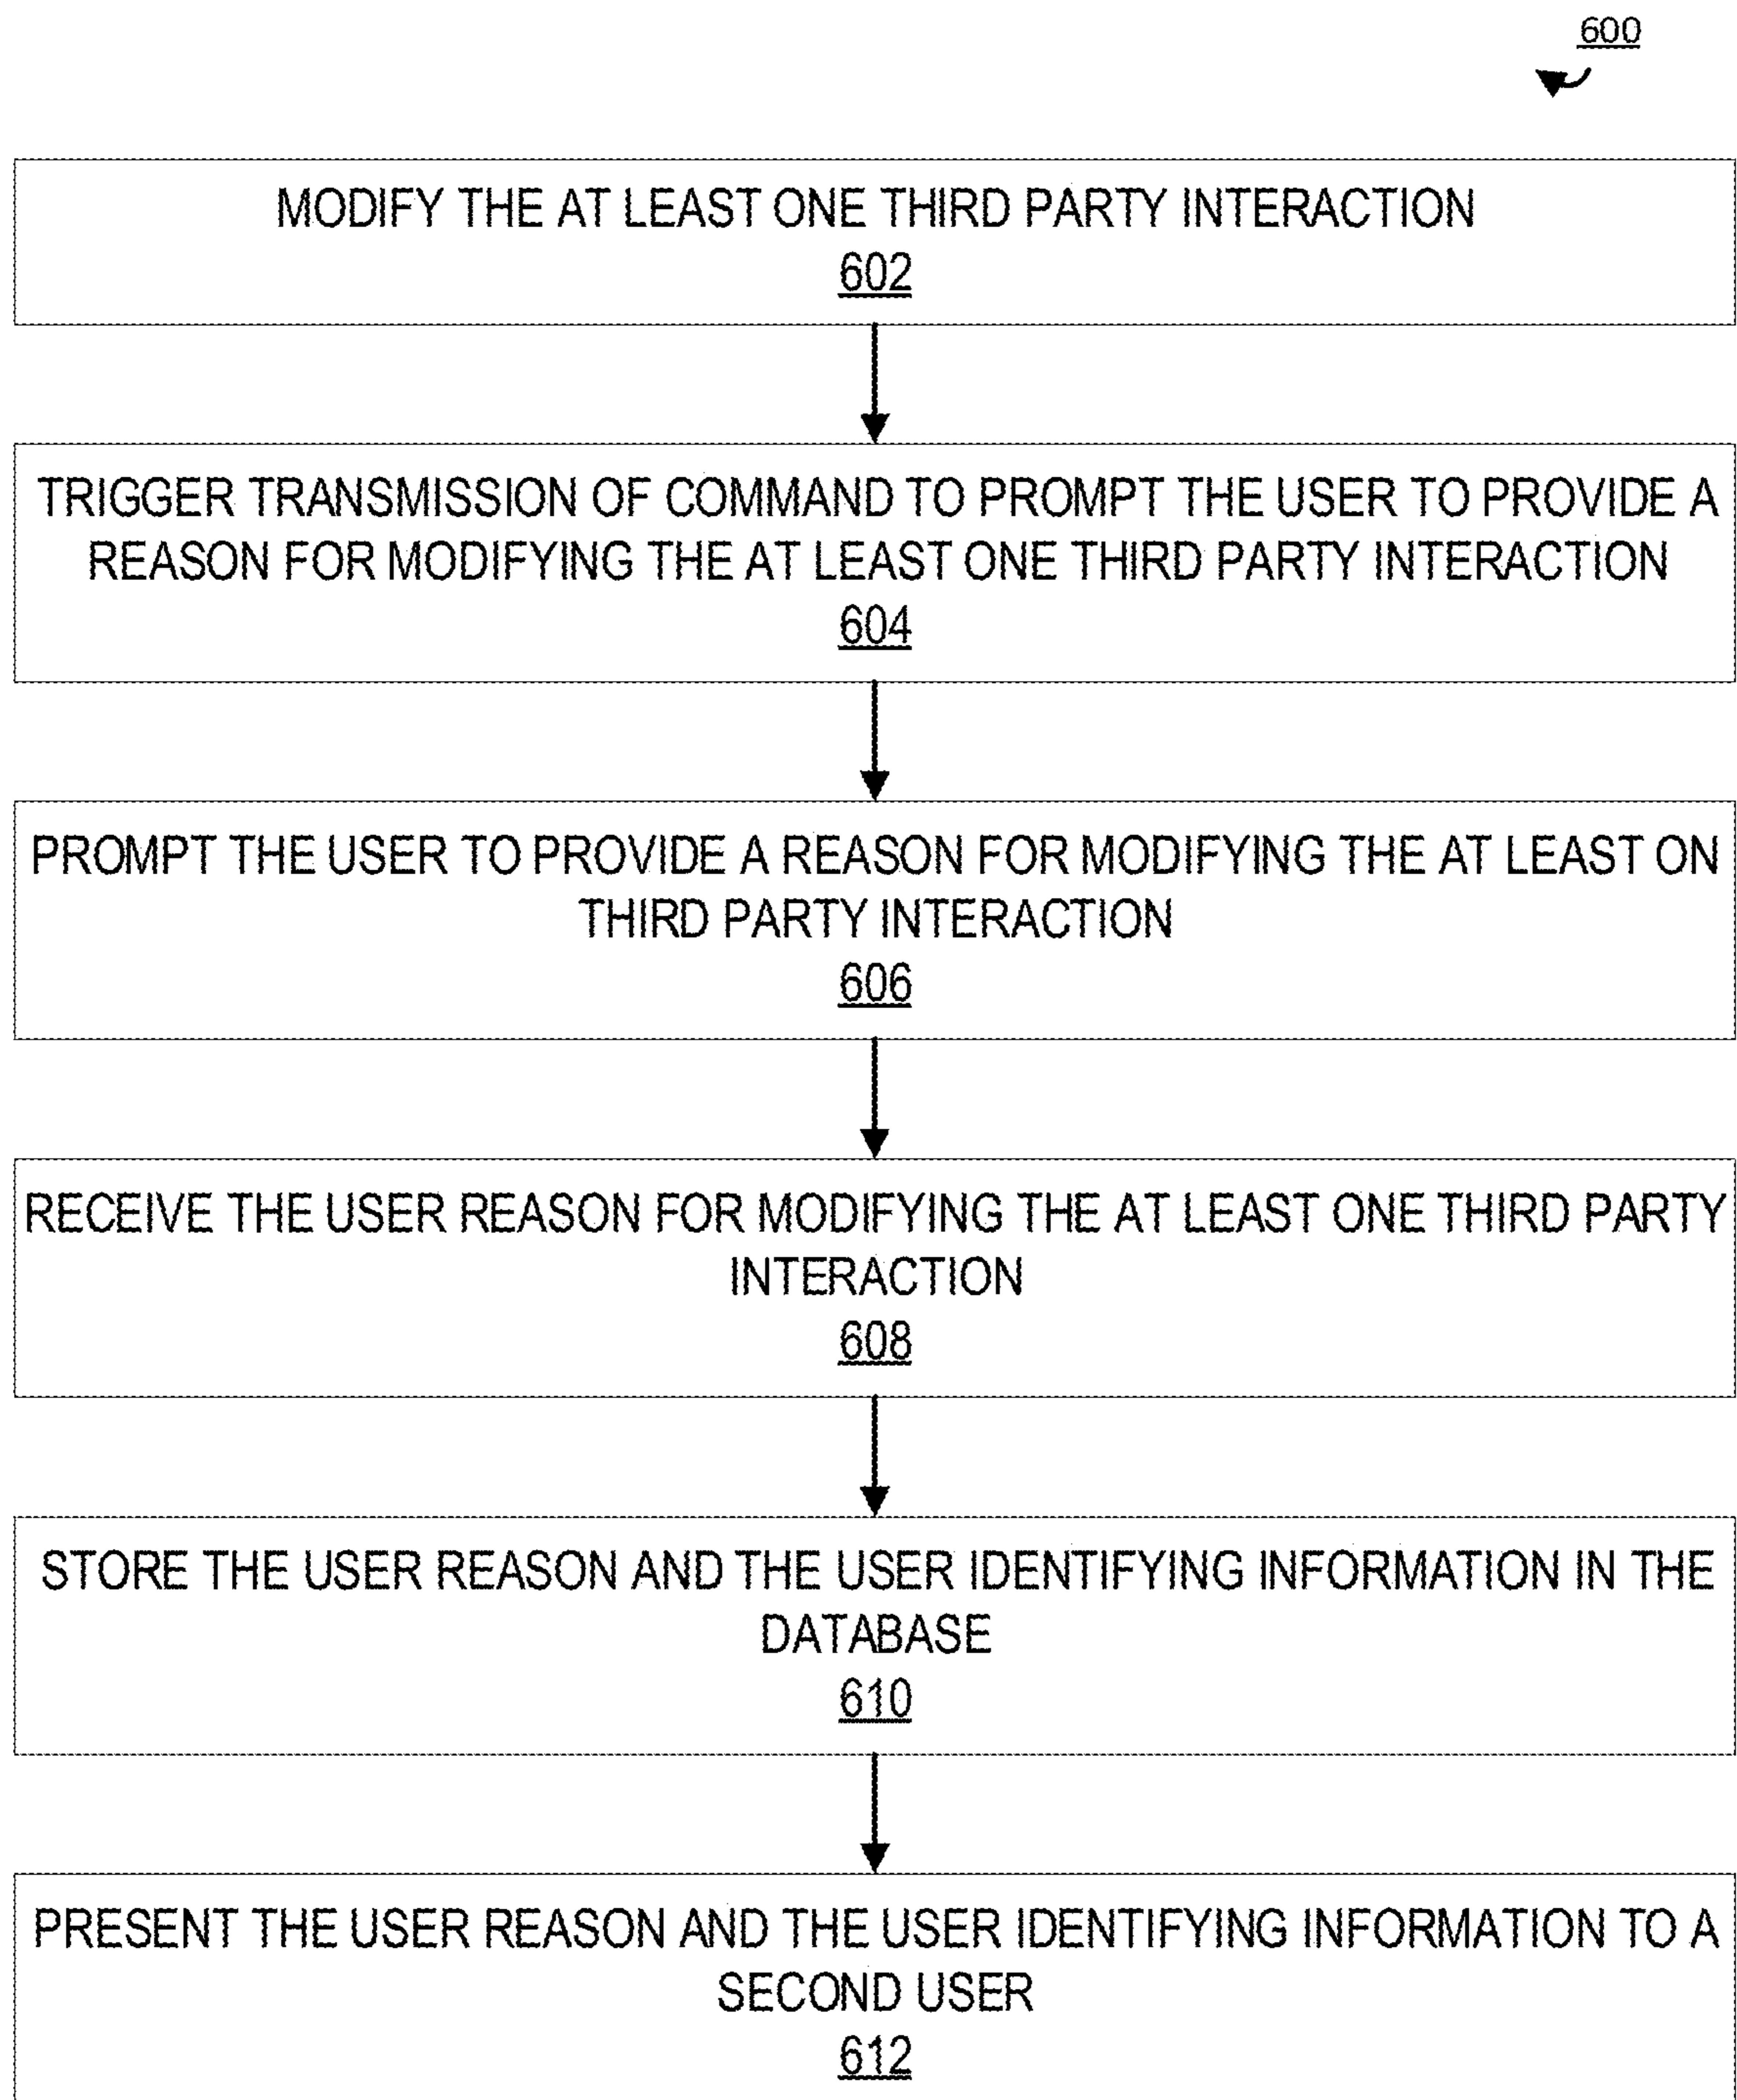 600
MODIFY THE AT LEAST ONE THIRD PARTY INTERACTION
602
TRIGGER TRANSMISSION OF COMMAND TO PROMPT THE USER TO PROVIDE A
REASON FOR MODIFYING THE AT LEAST ONE THIRD PARTY INTERACTION
604
PROMPT THE USER TO PROVIDE A REASON FOR MODIFYING THE AT LEAST ON
THIRD PARTY INTERACTION
606
RECEIVE THE USER REASON FOR MODIFYING THE AT LEAST ONE THIRD PARTY
INTERACTION
608
STORE THE USER REASON AND THE USER IDENTIFYING INFORMATION IN THE
DATABASE
610
PRESENT THE USER REASON AND THE USER IDENTIFYING INFORMATION TO A
SECOND USER
612